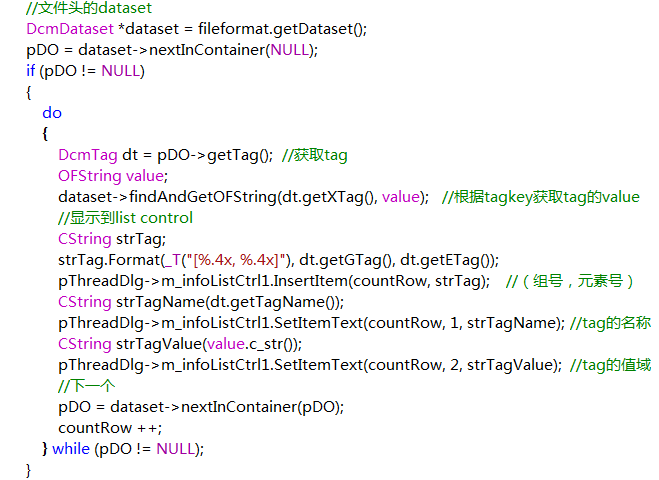 //文件头的dataset
DcmDataset *dataset = fileformat.getDataset();
pDO = dataset->nextInContainer(NULL);
if (pDO != NULL)
{
do
{
DcmTag dt = pDO->getTag();  //获取tag
OFString value;
dataset->findAndGetOFString(dt.getXTag(), value);   //根据tagkey获取tag的value
//显示到list control
CString strTag;
strTag.Format(_T("[%.4x, %.4x]"), dt.getGTag(), dt.getETag());
pThreadDlg->m_infoListCtrl1.InsertItem(countRow, strTag);   //（组号，元素号）
CString strTagName(dt.getTagName());
pThreadDlg->m_infoListCtrl1.SetItemText(countRow, 1, strTagName); //tag的名称
CString strTagValue(value.c_str());
pThreadDlg->m_infoListCtrl1.SetItemText(countRow, 2, strTagValue);  //tag的值域
//下一个
pDO = dataset->nextInContainer(pDO);
countRow ++;
} while (pDO != NULL);
}